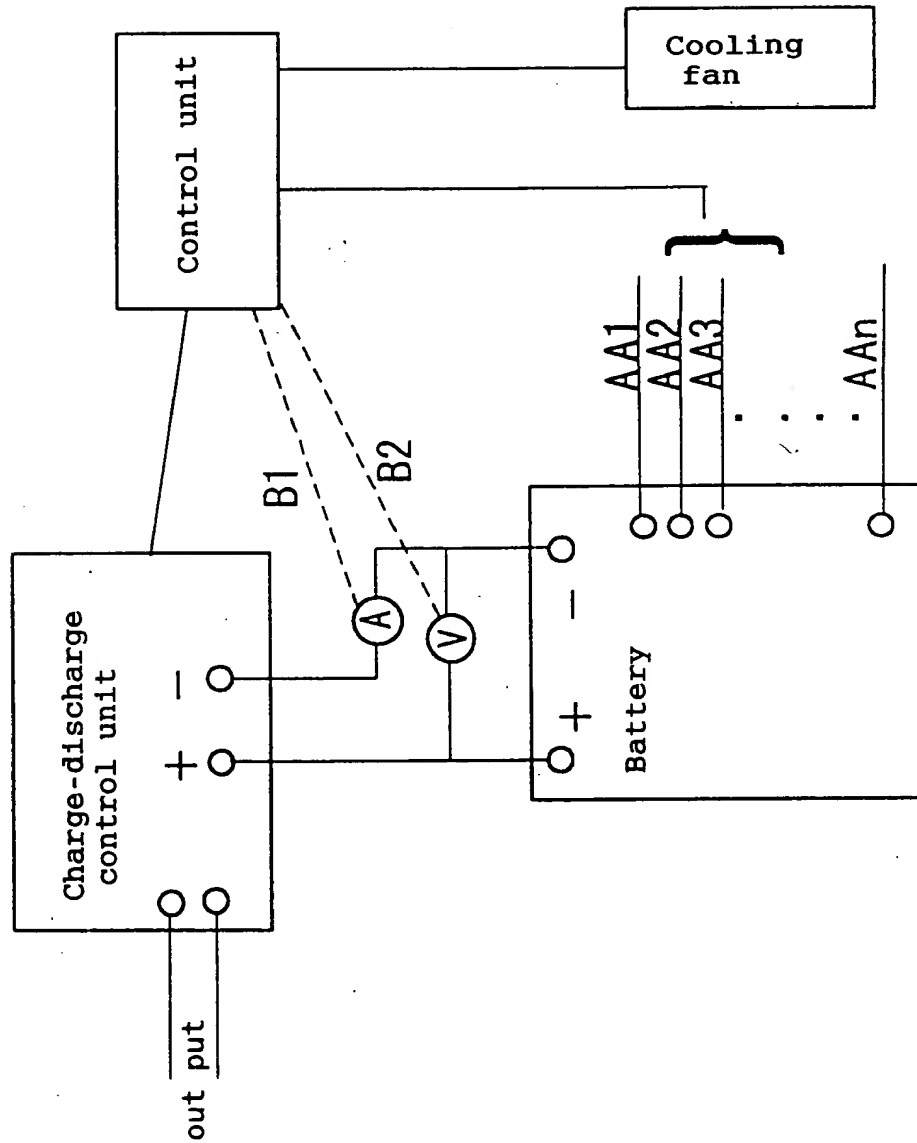 Charge-discharge
control unit
+
−
out put
Control unit
Cooling
fan
B1
B2
A
V
+
−
Battery
AA1
AA2
AA3
. . . .
AAn